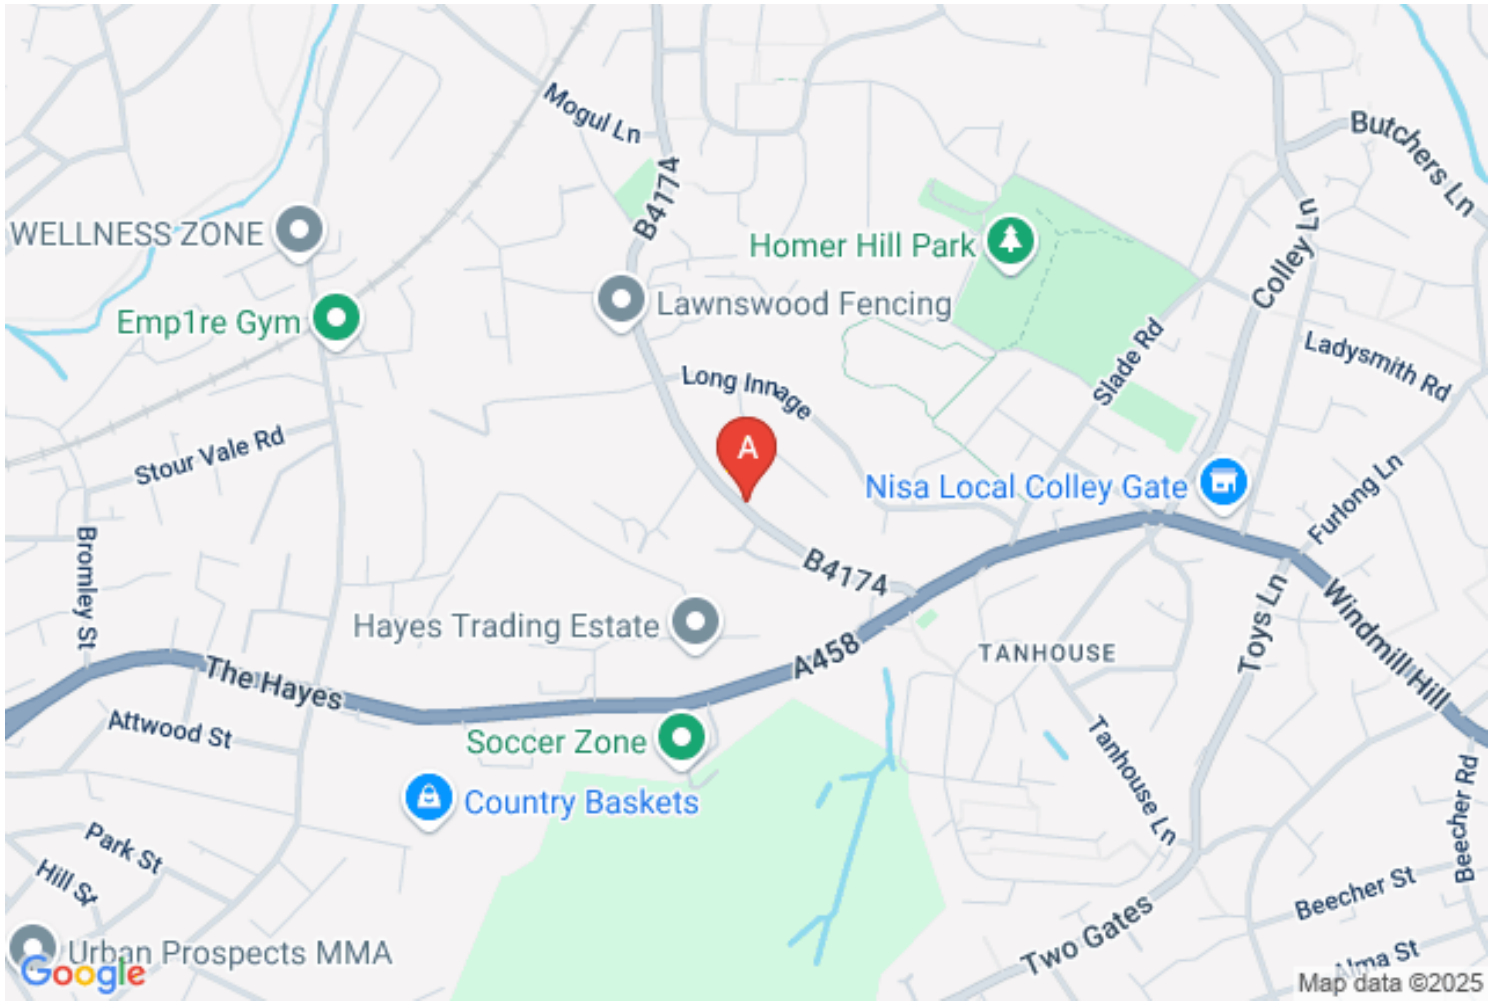 Mogul Ln
B4174
Butchers Ln
WELLNESS ZONE
Homer Hill Park
Colley Ln
Emp1re Gym
Lawnswood Fencing
Ladysmith Rd
Slade Rd
Long Innage
A
Stour Vale Rd
Nisa Local Colley Gate
Furlong Ln
Bromley St
B4174
Windmill Hill
Hayes Trading Estate
Toys Ln
A458
TANHOUSE
The Hayes
Attwood St
Soccer Zone
Tanhouse Ln
Country Baskets
Beecher Rd
Park St
Hill St
Beecher St
Two Gates
Urban Prospects MMA
Alma St
Google
Map data ©2025